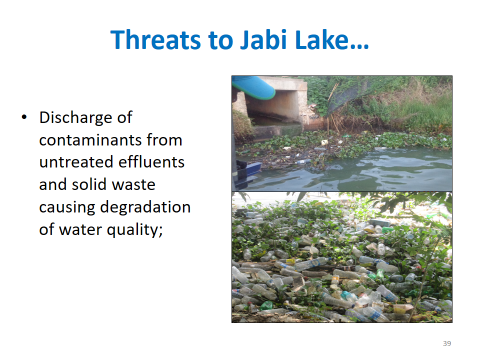 Threats to Jabi Lake…
• Discharge of
contaminants from
untreated effluents
and solid waste
causing degradation
of water quality;
39